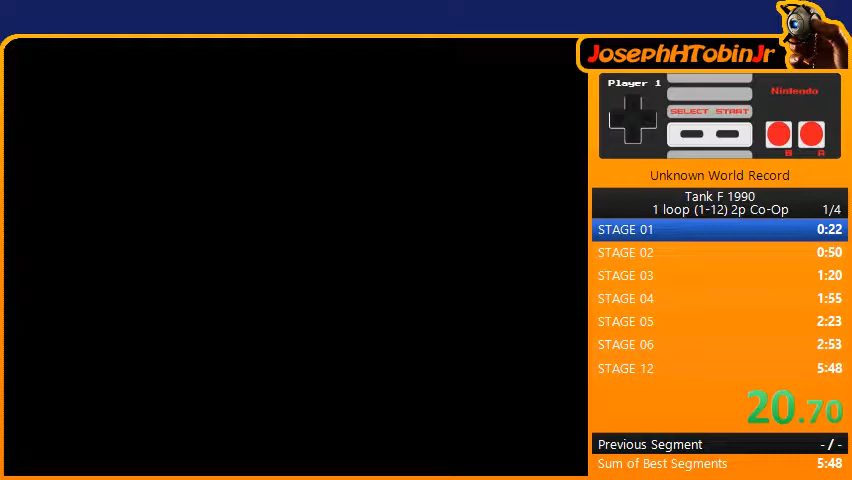 JosephHTobinJr
Player 1
Nintendo
SELECT START
B A
Unknown World Record
Tank F 1990
1 loop (1-12) 2p Co-Op 1/4
STAGE 01 0:22
STAGE 02 0:50
STAGE 03 1:20
STAGE 04 1:55
STAGE 05 2:23
STAGE 06 2:53
STAGE 12 5:48
20.70
Previous Segment - / -
Sum of Best Segments 5:48